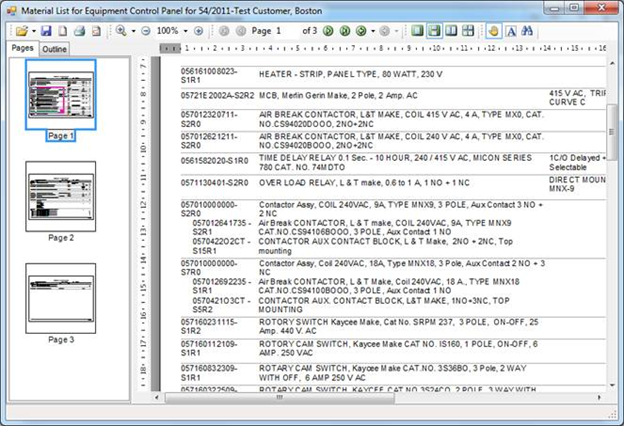 Material List for Equipment Control Panel for 54/2011-Test Customer, Boston
100%
Page 1 of 3
Pages
Outline
Page 1
Page 2
Page 3
056161008023-S1R1 HEATER - STRIP, PANEL TYPE, 80 WATT, 230 V
05721E2002A-S2R2 MCB, Merlin Gerin Make, 2 Pole, 2 Amp. AC 415 V AC,
CURVE C
057012320711- AIR BREAK CONTACTOR, L&T MAKE, COIL 415 V AC, 4 A, TYPE MX0, CAT.
S2R0 NO.CS94020DOOO, 2NO+2NC
057012621211- AIR BREAK CONTACTOR, L&T MAKE, COIL 240 V AC, 4 A, TYPE MX0, CAT.
S2R0 NO.CS94020BOOO, 2NO+2NC
0561582020-S1R0 TIME DELAY RELAY 0.1 Sec. - 10 HOUR, 240 / 415 V AC, MICON SERIES 1C/O Delayed +
780 CAT. NO. 74MDTO Selectable
0571130401-S2R0 OVER LOAD RELAY, L & T make, 0.6 to 1 A, 1 NO + 1 NC DIRECT MOUN
MNX-9
057010000000- Contactor Assy, COIL 240VAC, 9A, TYPE MNX9, 3 POLE, Aux Contact 3 NO +
S2R0 2 NC
057012641735- Air Break CONTACTOR, L & T make, COIL 240VAC, 9A, TYPE MNX9
S2R1 CAT.NO.CS94106BOOO, 3 POLE, Aux Contact 1 NO
057042202CT- CONTACTOR AUX CONTACT BLOCK, L & T Make, 2NO + 2NC, Top
S15R1 mounting
057010000000- Contactor Assy, Coil 240VAC, 18A, Type MNX18, 3 POLE, Aux Contact 2 NO + 3
S7R0 NC
057012692235- Air Break CONTACTOR, L & T Make, Coil 240VAC, 18 A., TYPE MNX18
S1R1 CAT.NO.CS94100BOOO, 3 POLE, Aux Contact 1 NO
057042103CT- CONTACTOR AUX. CONTACT BLOCK, L&T MAKE, 1NO+3NC, TOP
S5R2 MOUNTING
057160231115- ROTORY SWITCH Kaycee Make, Cat No. SRPM 237, 3 POLE, ON-OFF, 25
S2R1 Amp. 440 V. AC
057160112109- ROTARY CAM SWITCH, Kaycee Make CAT NO. IS160, 1 POLE, ON-OFF, 6
S1R1 AMP. 250 V AC
057160832309- ROTARY CAM SWITCH, KayCee Make CAT.NO. 3S36BO, 3 Pole, 2 WAY
S1R1 WITH OFF, 6 AMP 250 V AC
057160322509- ROTARY CAM SWITCH, KAYCEE CAT NO 3S24CO, 2 POLE, 3 WAY WITH